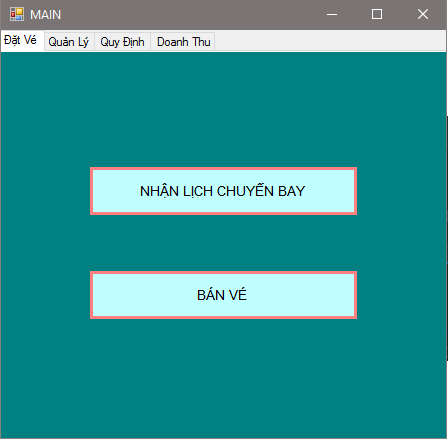 MAIN
Đặt Vé Quản Lý Quy Định Doanh Thu
NHẬN LỊCH CHUYẾN BAY
BÁN VÉ